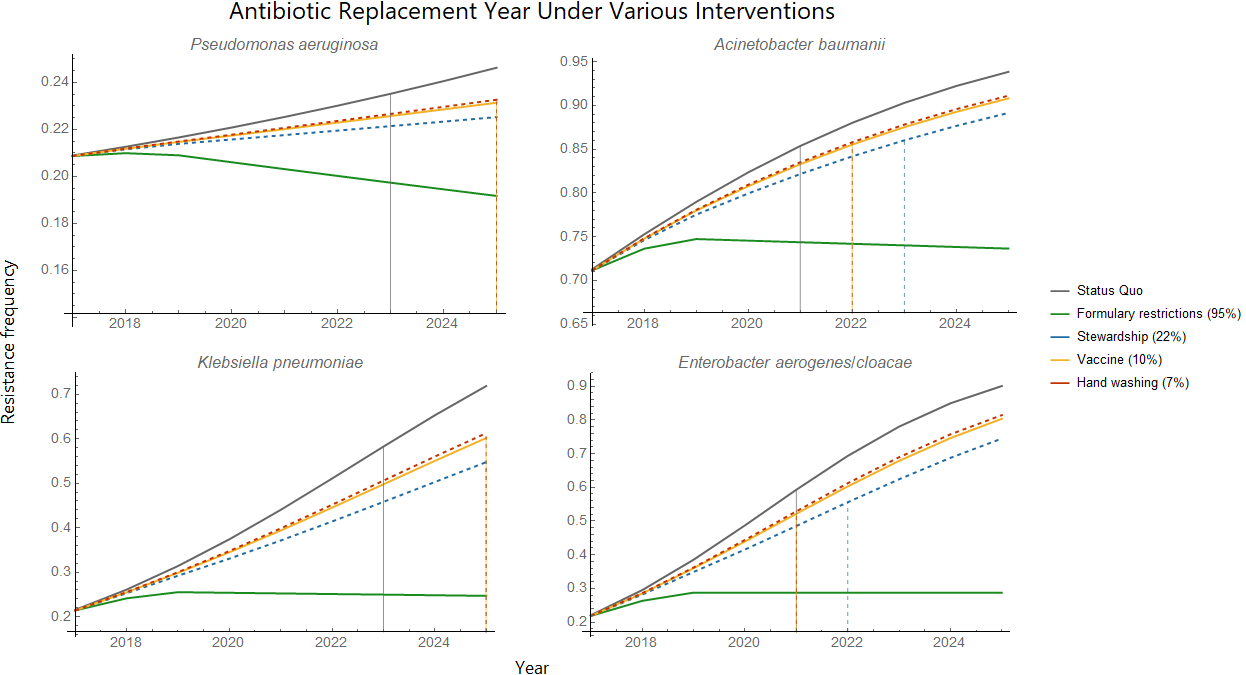 Antibiotic Replacement Year Under Various Interventions
Pseudomonas aeruginosa
0.24
0.22
0.20
0.18
0.16
2018 2020 2022 2024
Acinetobacter baumanii
0.95
0.90
0.85
0.80
0.75
0.70
0.65
2018 2020 2022 2024
Resistance frequency
Klebsiella pneumoniae
0.7
0.6
0.5
0.4
0.3
0.2
2018 2020 2022 2024
Enterobacter aerogenes/cloacae
0.9
0.8
0.7
0.6
0.5
0.4
0.3
0.2
2018 2020 2022 2024
Year
Status Quo
Formulary restrictions (95%)
Stewardship (22%)
Vaccine (10%)
Hand washing (7%)